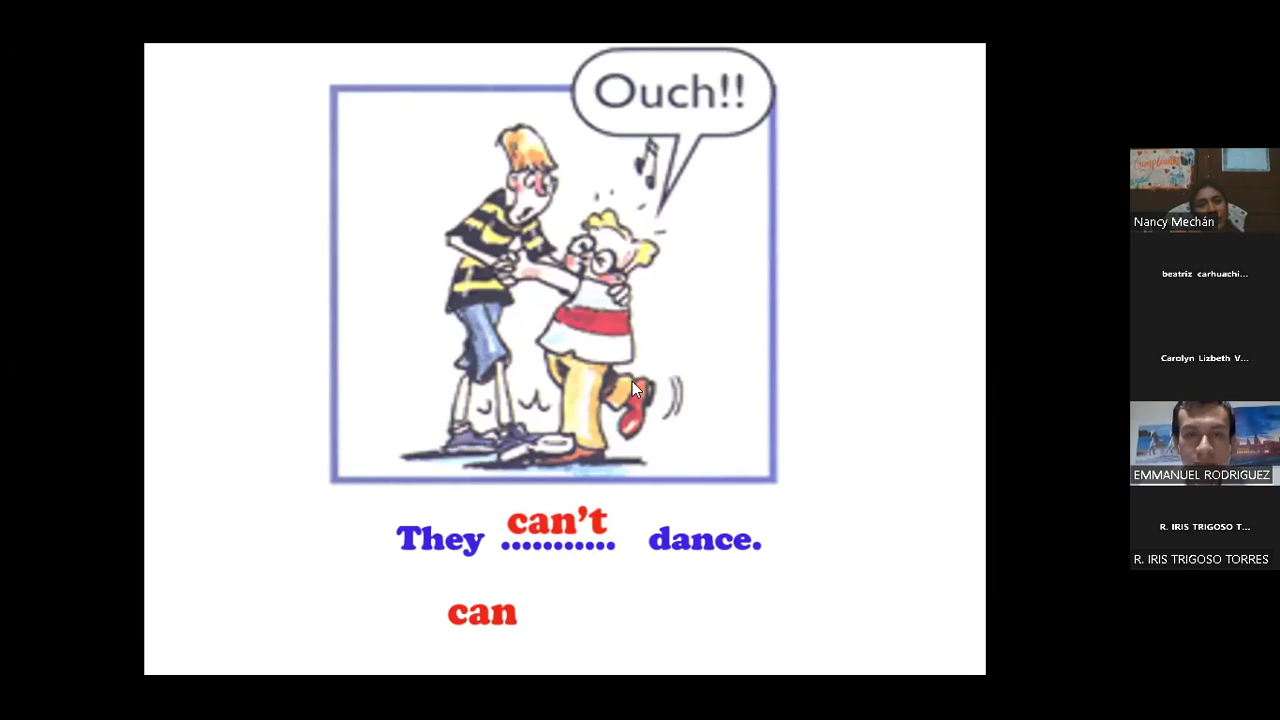 Ouch!!
They can't dance.
can
Nancy Mechán
beatriz carhuachi...
Carolyn Lizbeth V...
EMMANUEL RODRIGUEZ
R. IRIS TRIGOSO T...
R. IRIS TRIGOSO TORRES